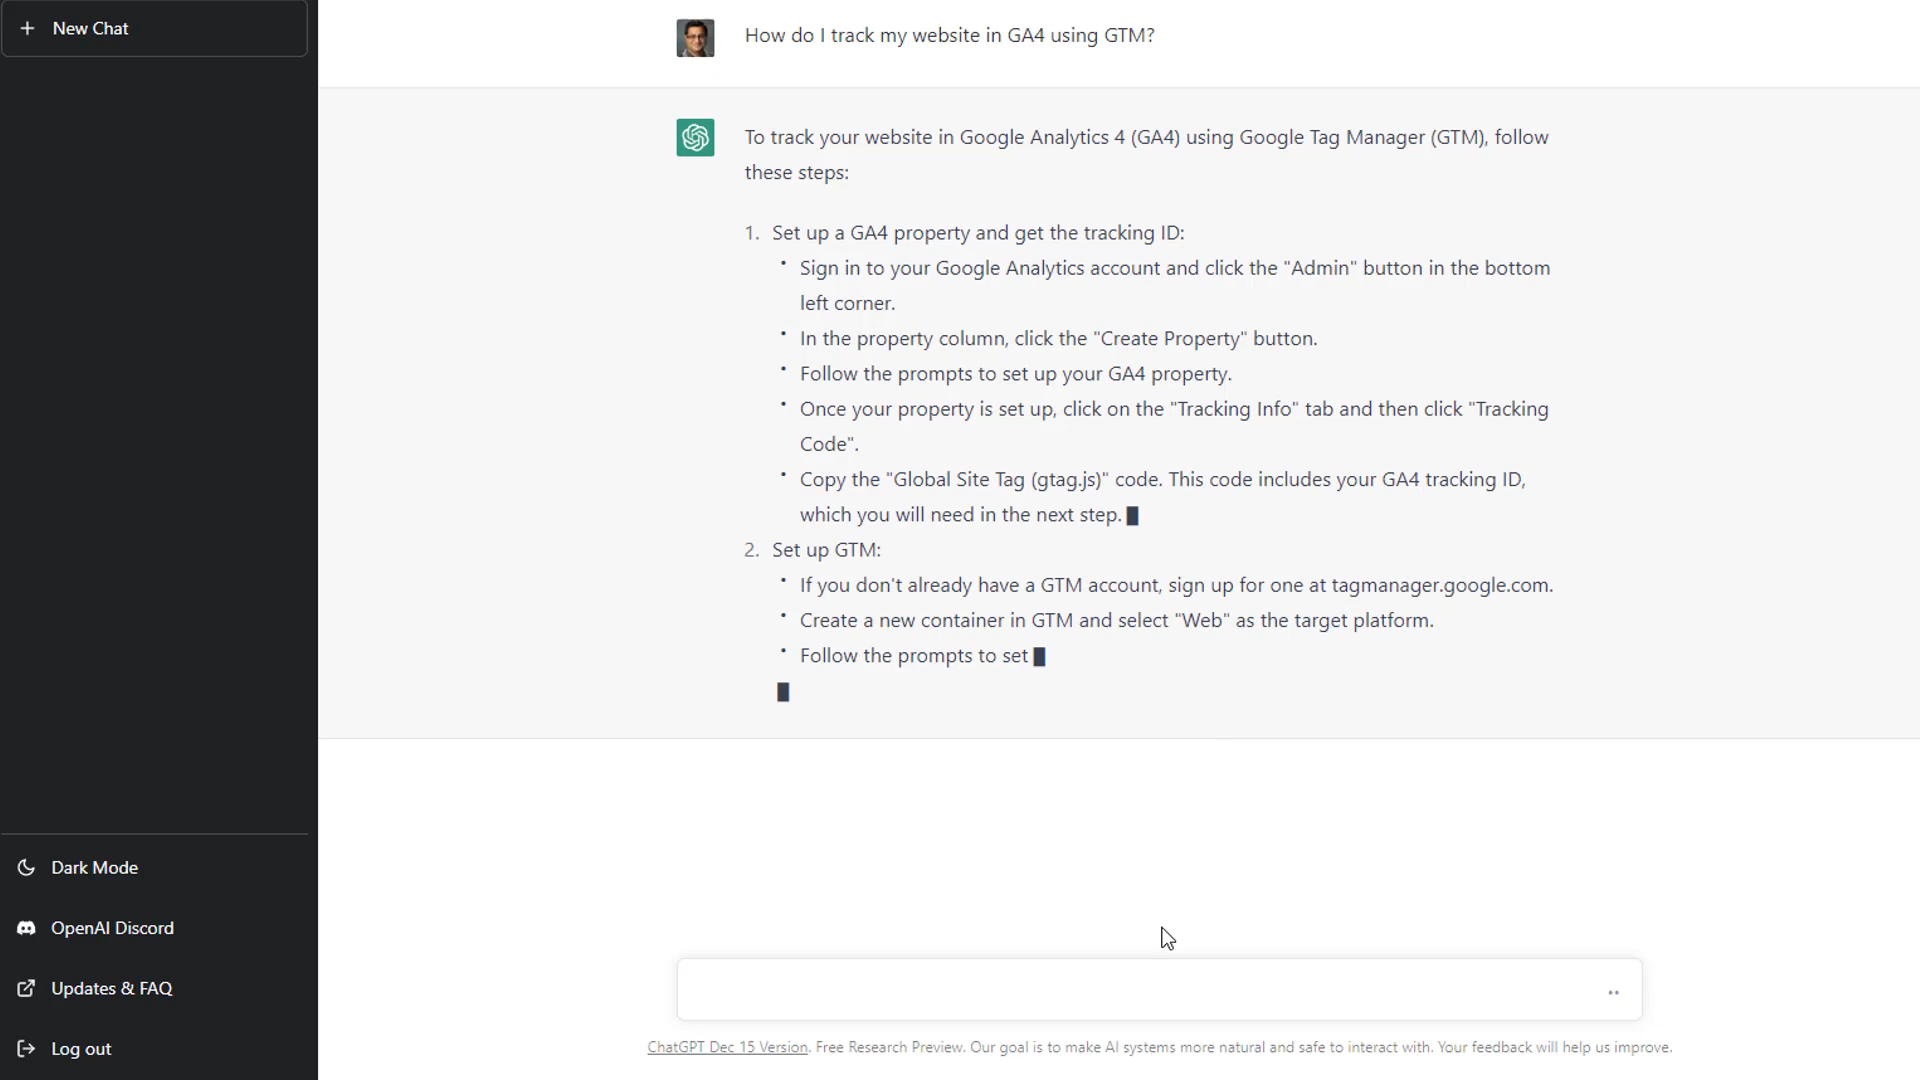 New Chat
How do I track my website in GA4 using GTM?
To track your website in Google Analytics 4 (GA4) using Google Tag Manager (GTM), follow
these steps:
1. Set up a GA4 property and get the tracking ID:
• Sign in to your Google Analytics account and click the "Admin" button in the bottom
left corner.
• In the property column, click the "Create Property" button.
• Follow the prompts to set up your GA4 property.
• Once your property is set up, click on the "Tracking Info" tab and then click "Tracking
Code".
• Copy the "Global Site Tag (gtag.js)" code. This code includes your GA4 tracking ID,
which you will need in the next step.
2. Set up GTM:
• If you don't already have a GTM account, sign up for one at tagmanager.google.com.
• Create a new container in GTM and select "Web" as the target platform.
• Follow the prompts to set
Dark Mode
OpenAI Discord
Updates & FAQ
Log out
ChatGPT Dec 15 Version. Free Research Preview. Our goal is to make AI systems more natural and safe to interact with. Your feedback will help us improve.